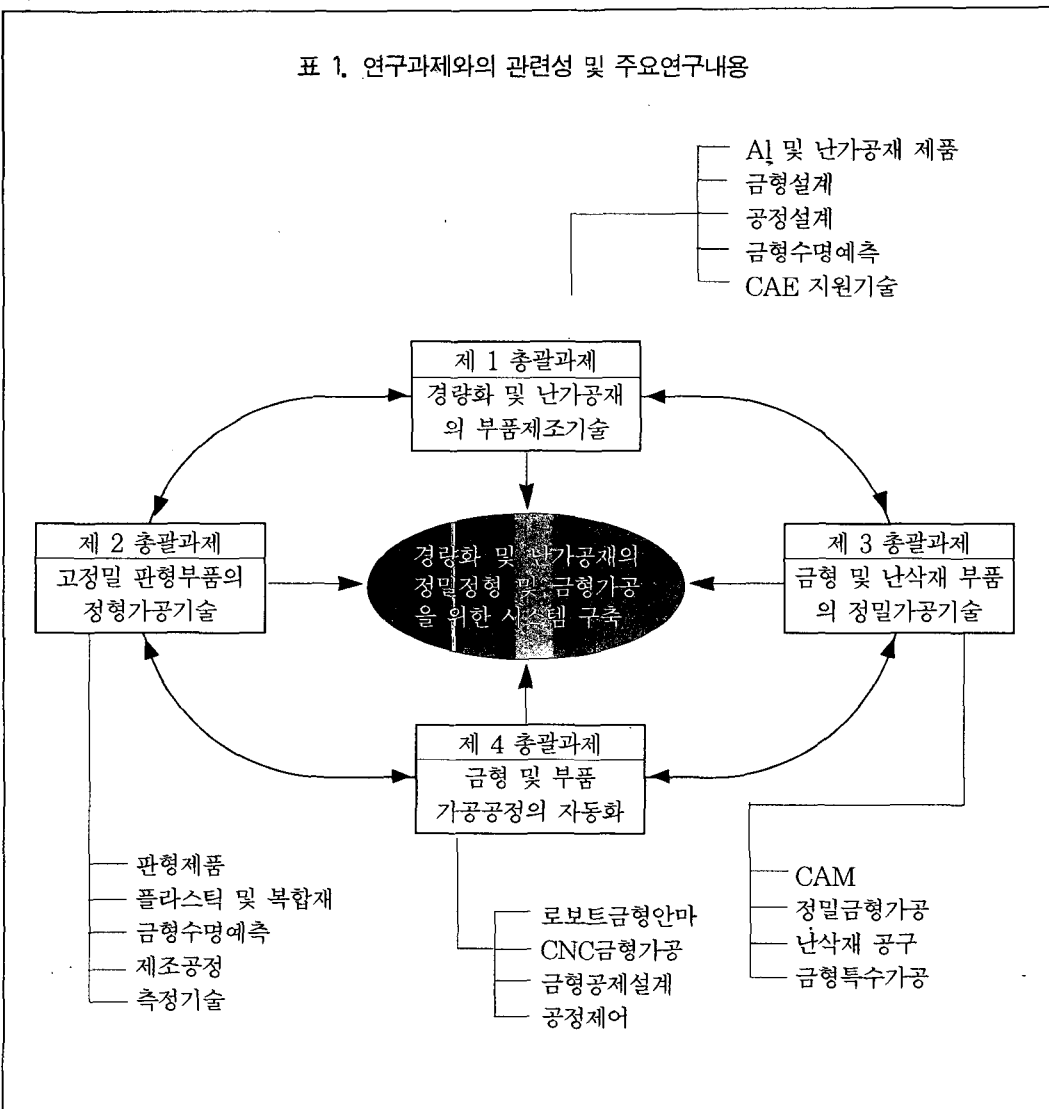 표 1. 연구과제와의 관련성 및 주요연구내용
Al 및 난가공재 제품
금형설계
공정설계
금형수명예측
CAE 지원기술
제 1 총괄과제
경량화 및 난가공재
의 부품제조기술
제 2 총괄과제
고정밀 판형부품의
정형가공기술
경량화 및 난가공재의
정밀정형 및 금형가공
을 위한 시스템 구축
제 3 총괄과제
금형 및 난삭재 부품
의 정밀가공기술
제 4 총괄과제
금형 및 부품
가공공정의 자동화
판형제품
플라스틱 및 복합재
금형수명예측
제조공정
측정기술
로보트금형안마
CNC금형가공
금형공제설계
공정제어
CAM
정밀금형가공
난삭재 공구
금형특수가공